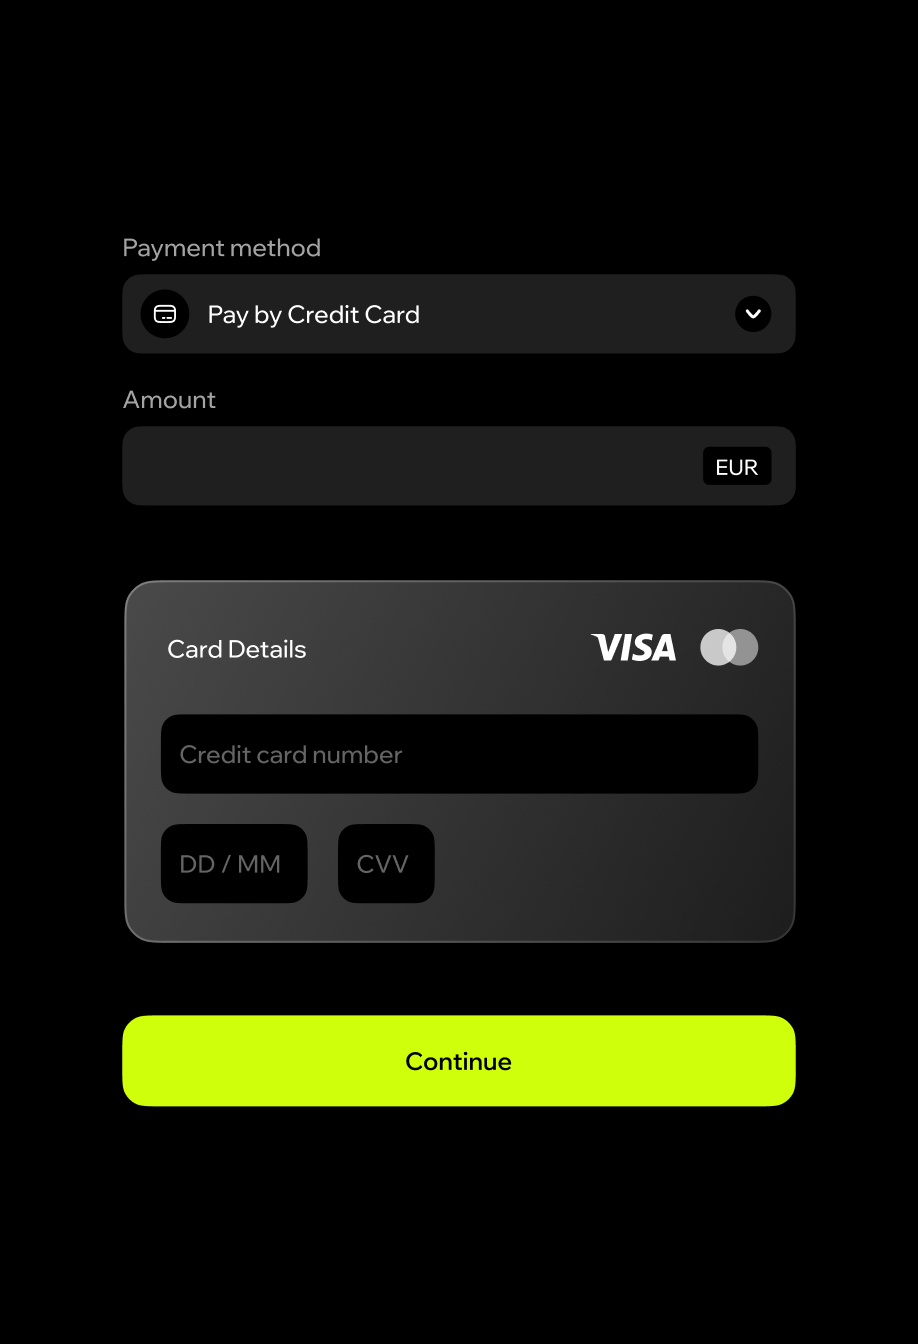 Payment method
Pay by Credit Card
Amount
EUR
Card Details
VISA
Credit card number
DD / MM
CVV
Continue